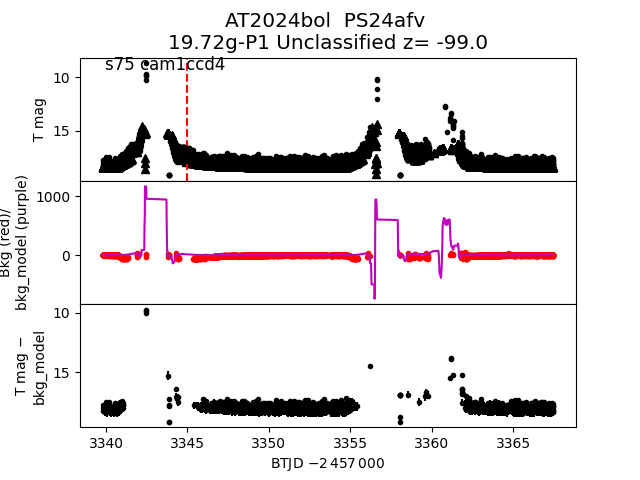 AT2024bol PS24afv
19.72g-P1 Unclassified z= -99.0
s75 cam1ccd4
T mag
10
15
Bkg (red)/
bkg_model (purple)
1000
0
T mag −
bkg_model
10
15
3340 3345 3350 3355 3360 3365
BTJD −2 457 000